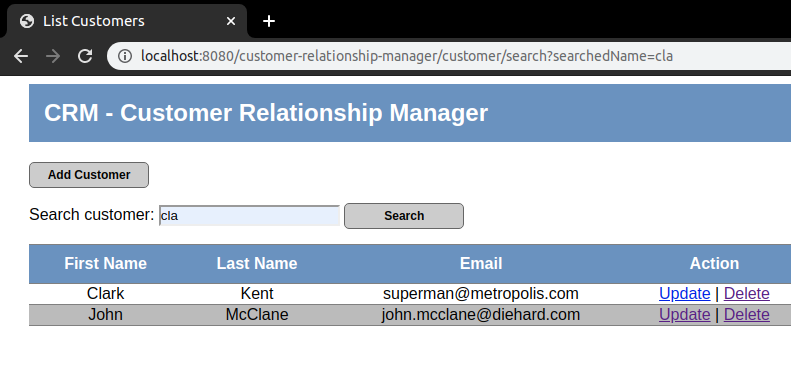 List Customers
localhost:8080/customer-relationship-manager/customer/search?searchedName=cla
CRM - Customer Relationship Manager
Add Customer
Search customer: cla Search
First Name Last Name Email Action
Clark Kent superman@metropolis.com Update | Delete
John McClane john.mcclane@diehard.com Update | Delete